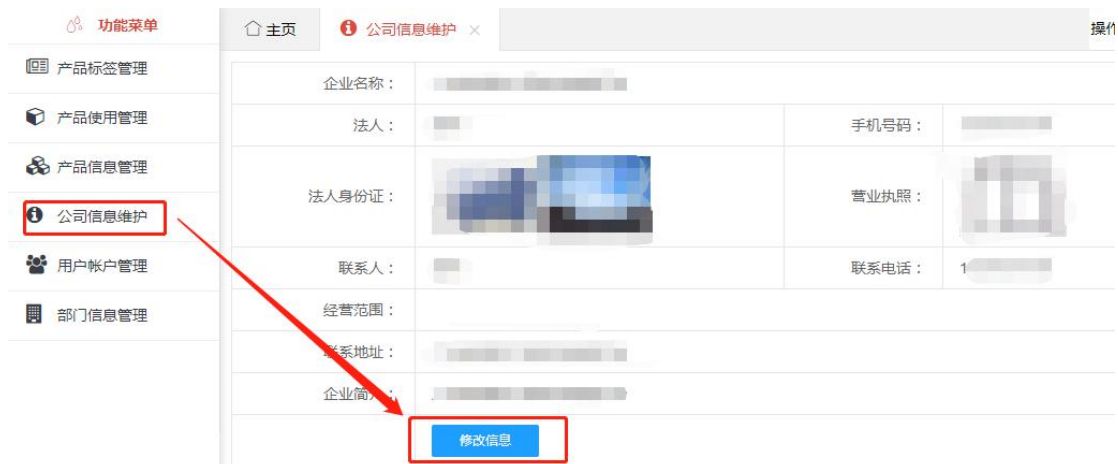 功能菜单
主页
公司信息维护
操作
产品标签管理
产品使用管理
产品信息管理
公司信息维护
用户帐户管理
部门信息管理
企业名称：
法人：
手机号码：
法人身份证：
营业执照：
联系人：
联系电话：
1
经营范围：
联系地址：
企业简介：
修改信息